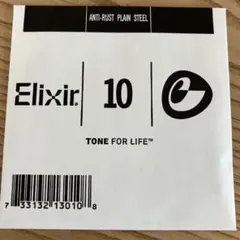 ANTI-RUST PLAIN STEEL
Elixir® 10
TONE FOR LIFE™
7 33132 13010 8